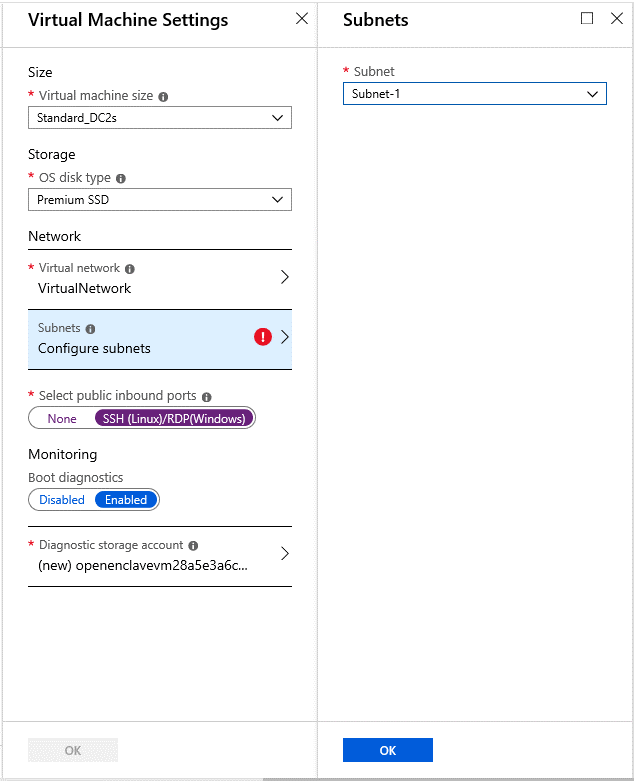 Virtual Machine Settings
Size
* Virtual machine size
Standard_DC2s
Storage
* OS disk type
Premium SSD
Network
* Virtual network
VirtualNetwork
Subnets
Configure subnets
* Select public inbound ports
None SSH (Linux)/RDP(Windows)
Monitoring
Boot diagnostics
Disabled Enabled
* Diagnostic storage account
(new) openenclavevm28a5e3a6c...
OK
Subnets
* Subnet
Subnet-1
OK